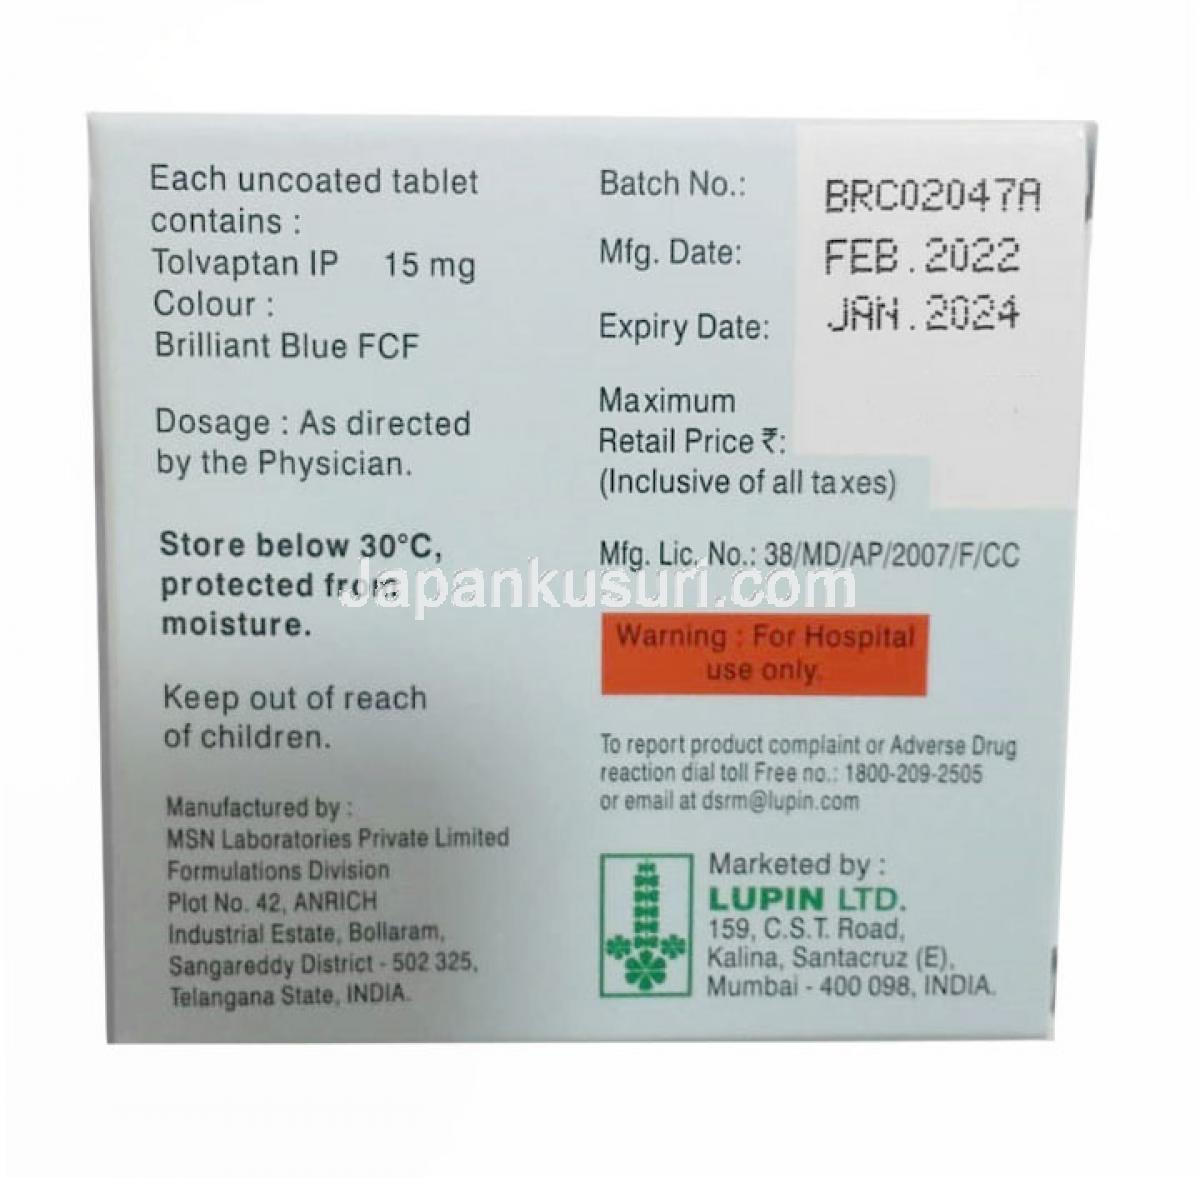 Each uncoated tablet
contains :
Tolvaptan IP 15 mg
Colour :
Brilliant Blue FCF
Dosage : As directed
by the Physician.
Store below 30°C,
protected from
moisture.
Keep out of reach
of children.
Manufactured by :
MSN Laboratories Private Limited
Formulations Division
Plot No. 42, ANRICH
Industrial Estate, Bollaram,
Sangareddy District - 502 325,
Telangana State, INDIA.
Batch No.: BRC02047A
Mfg. Date: FEB.2022
Expiry Date: JAN.2024
Maximum
Retail Price ₹:
(Inclusive of all taxes)
Mfg. Lic. No.: 38/MD/AP/2007/F/CC
Japankusuri.com
Warning : For Hospital
use only.
To report product complaint or Adverse Drug
reaction dial toll Free no.: 1800-209-2505
or email at dsrm@lupin.com
Marketed by :
LUPIN LTD.
159, C.S.T. Road,
Kalina, Santacruz (E),
Mumbai - 400 098, INDIA.